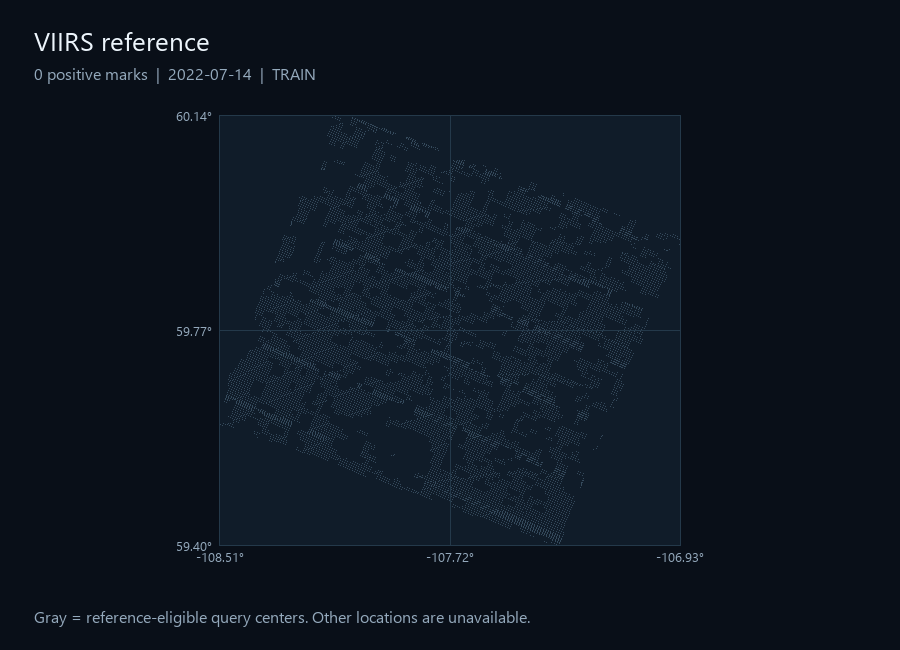 VIIRS reference
0 positive marks | 2022-07-14 | TRAIN
60.14°
59.77°
59.40°
-108.51°
-107.72°
-106.93°
Gray = reference-eligible query centers. Other locations are unavailable.